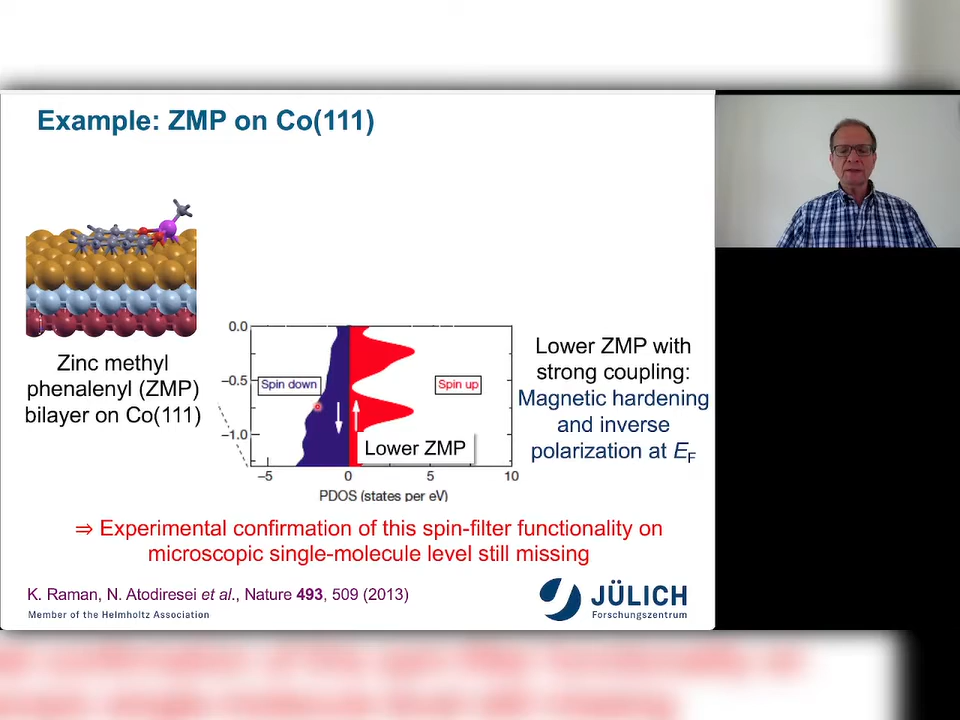 Example: ZMP on Co(111)
Zinc methyl
phenalenyl (ZMP)
bilayer on Co(111)
0.0
−0.5
−1.0
Spin down
Spin up
Lower ZMP
−5
0
5
10
PDOS (states per eV)
Lower ZMP with
strong coupling:
Magnetic hardening
and inverse
polarization at EF
⇒ Experimental confirmation of this spin-filter functionality on
microscopic single-molecule level still missing
K. Raman, N. Atodiresei et al., Nature 493, 509 (2013)
Member of the Helmholtz Association
JÜLICH
Forschungszentrum